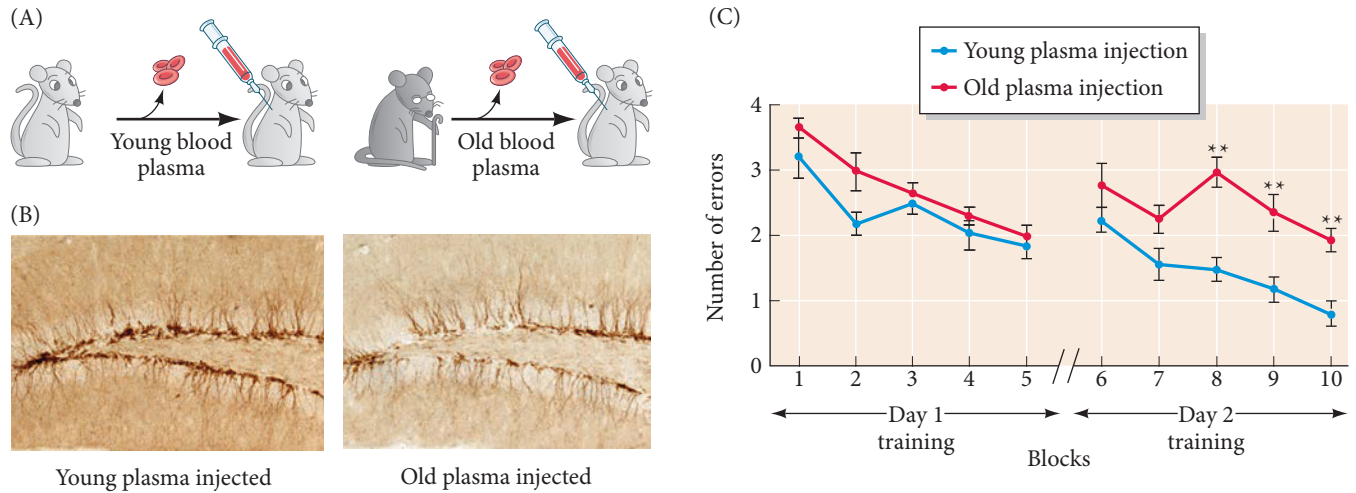 (A)
Young blood
plasma
Old blood
plasma
(B)
Young plasma injected
Old plasma injected
(C)
Young plasma injection
Old plasma injection
Number of errors
4
3
2
1
0
** ** **
1 2 3 4 5 6 7 8 9 10
Day 1
training
Day 2
training
Blocks